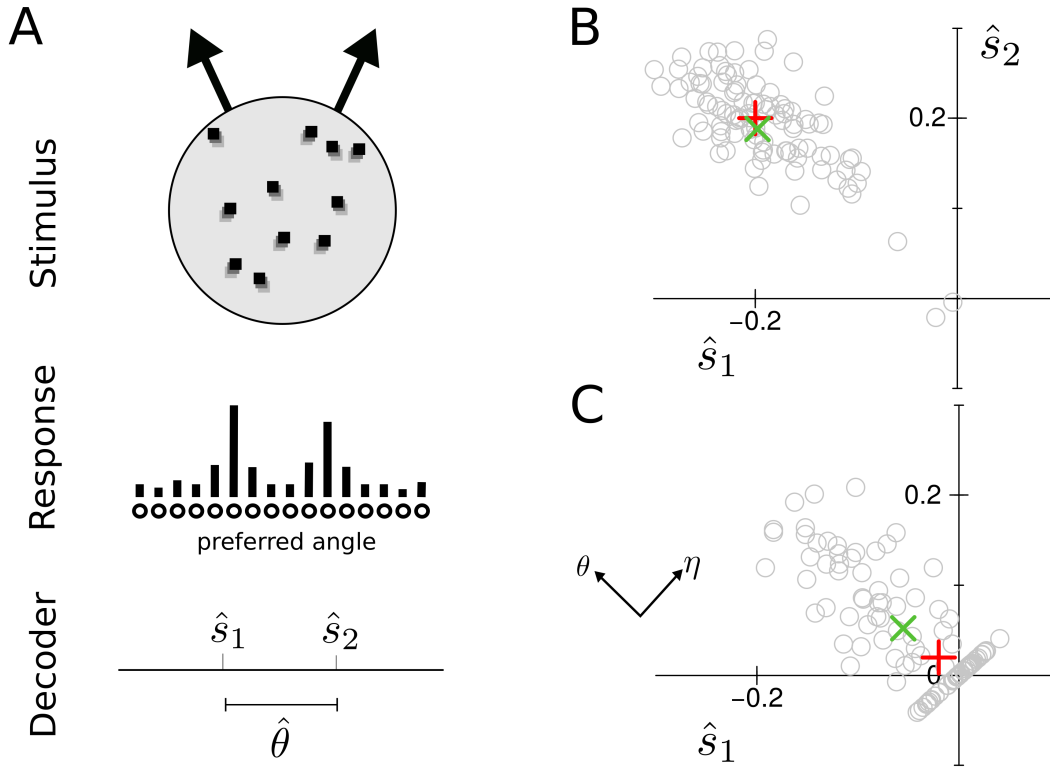 A
Stimulus
Response
preferred angle
Decoder
ŝ₁ ŝ₂
θ̂
B
ŝ₂
0.2
−0.2
ŝ₁
C
0.2
θ η
0
−0.2
ŝ₁